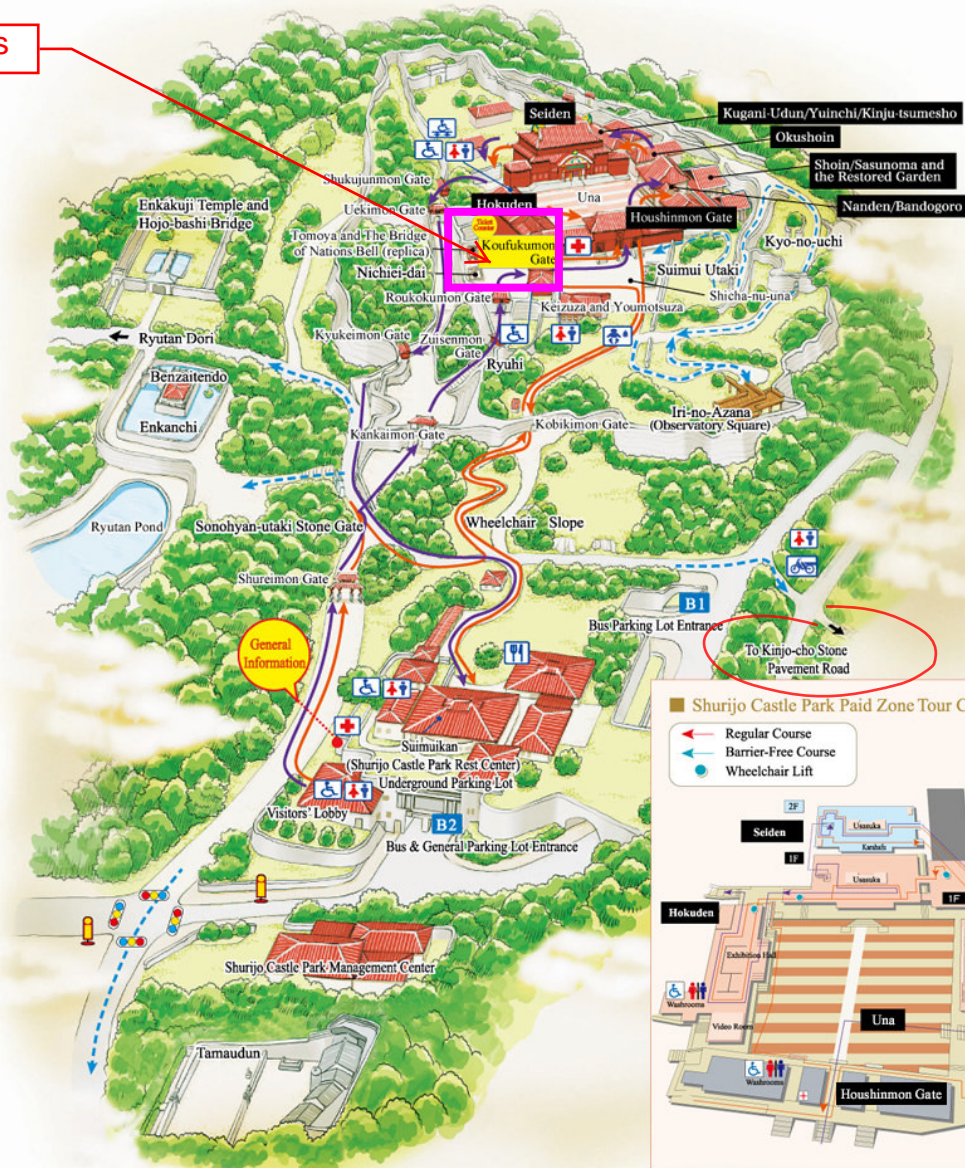 s
Seiden
Kugani-Udun/Yuinchi/Kinju-tsumesho
Okushoin
Shoin/Sasunoma and
the Restored Garden
Nanden/Bandogoro
Shukujunmon Gate
Enkakuji Temple and
Hojo-bashi Bridge
Uekimon Gate
Hokuden
Una
Houshinmon Gate
Kyo-no-uchi
Tomoya and The Bridge
of Nations Bell (replica)
Ticket
Counter
Koufukumon
Gate
Nichiei-dai
Suimui Utaki
Shicha-nu-una
Roukokumon Gate
Keizuza and Youmotsuza
Kyukeimon Gate
Zuisenmon
Gate
Ryuhi
Ryutan Dori
Benzaitendo
Enkanchi
Iri-no-Azana
(Observatory Square)
Kankaimon Gate
Kobikimon Gate
Ryutan Pond
Sonohyan-utaki Stone Gate
Wheelchair Slope
Shureimon Gate
B1
Bus Parking Lot Entrance
To Kinjo-cho Stone
Pavement Road
General
Information
Suimuikan
(Shurijo Castle Park Rest Center)
Underground Parking Lot
Visitors' Lobby
B2
Bus & General Parking Lot Entrance
Shurijo Castle Park Management Center
Tamaudun
Shurijo Castle Park Paid Zone Tour C
Regular Course
Barrier-Free Course
Wheelchair Lift
2F
Seiden
Usasuka
Karahafu
1F
Usasuka
1F
Hokuden
Exhibition Hall
Washrooms
Video Room
Una
Washrooms
Houshinmon Gate